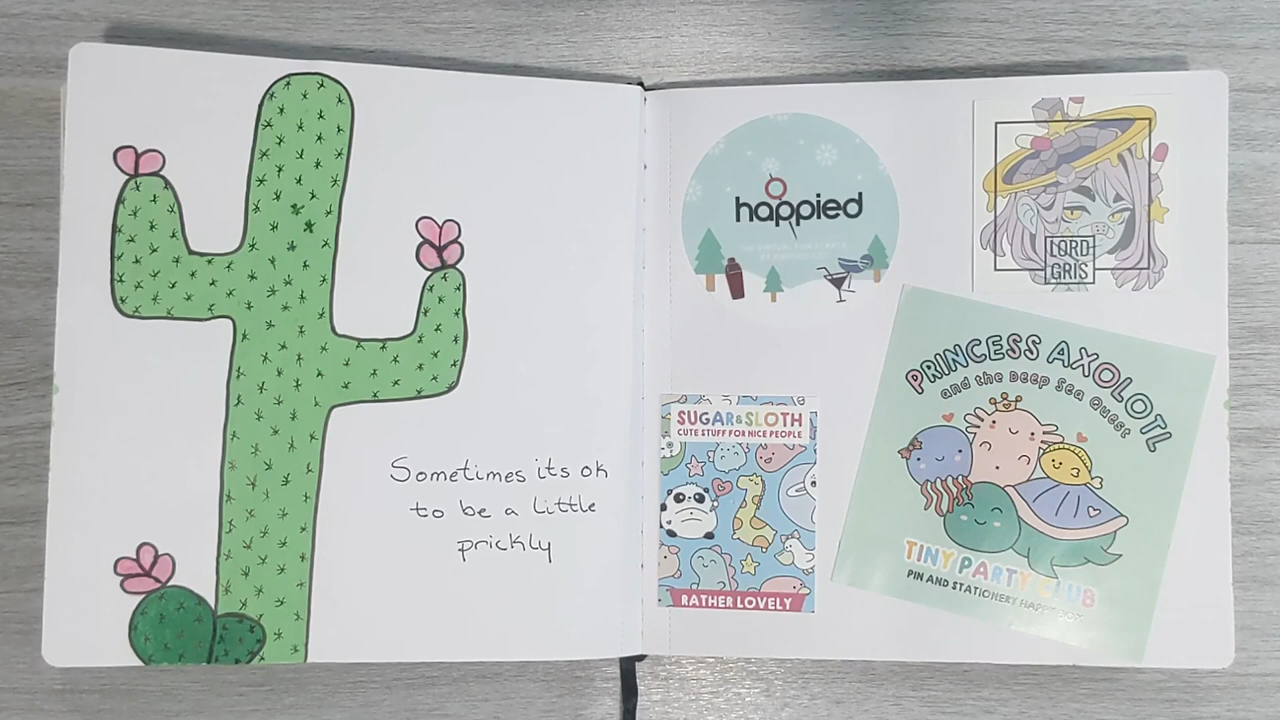 Sometimes its ok
to be a little
prickly
happied
LORD
GRIS
PRINCESS AXOLOTL
and the Deep Sea Quest
TINY PARTY CLUB
PIN AND STATIONERY HAPPY BOX
SUGAR & SLOTH
CUTE STUFF FOR NICE PEOPLE
RATHER LOVELY